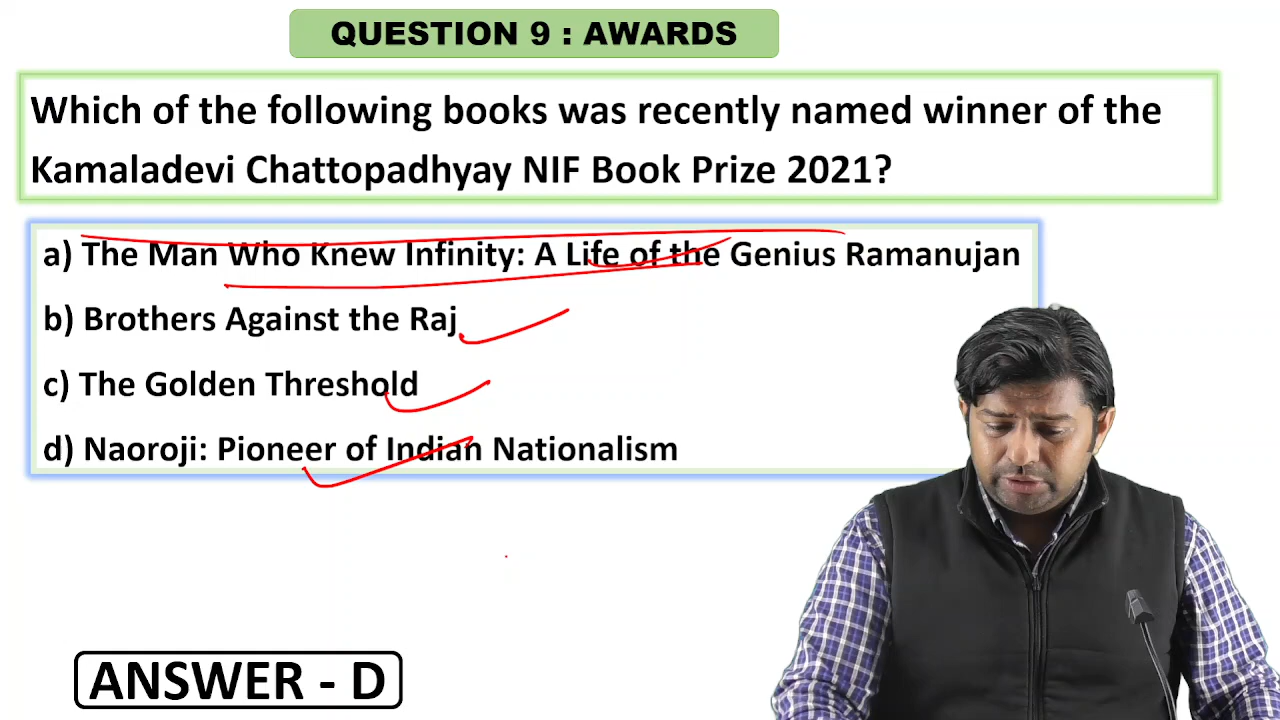 QUESTION 9 : AWARDS
Which of the following books was recently named winner of the
Kamaladevi Chattopadhyay NIF Book Prize 2021?
a) The Man Who Knew Infinity: A Life of the Genius Ramanujan
b) Brothers Against the Raj
c) The Golden Threshold
d) Naoroji: Pioneer of Indian Nationalism
ANSWER - D